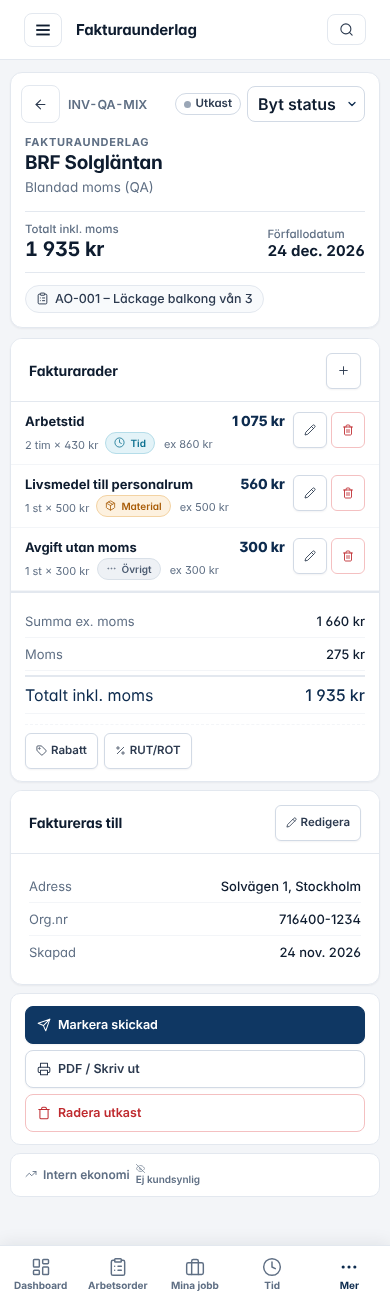 Fakturaunderlag
INV-QA-MIX
Utkast
Byt status
FAKTURAUNDERLAG
BRF Solgläntan
Blandad moms (QA)
Totalt inkl. moms
1 935 kr
Förfallodatum
24 dec. 2026
AO-001 – Läckage balkong vån 3
Fakturarader
Arbetstid
1 075 kr
2 tim × 430 kr
Tid
ex 860 kr
Livsmedel till personalrum
560 kr
1 st × 500 kr
Material
ex 500 kr
Avgift utan moms
300 kr
1 st × 300 kr
Övrigt
ex 300 kr
Summa ex. moms
1 660 kr
Moms
275 kr
Totalt inkl. moms
1 935 kr
Rabatt
RUT/ROT
Faktureras till
Redigera
Adress
Solvägen 1, Stockholm
Org.nr
716400-1234
Skapad
24 nov. 2026
Markera skickad
PDF / Skriv ut
Radera utkast
Intern ekonomi
Ej kundsynlig
Dashboard
Arbetsorder
Mina jobb
Tid
Mer